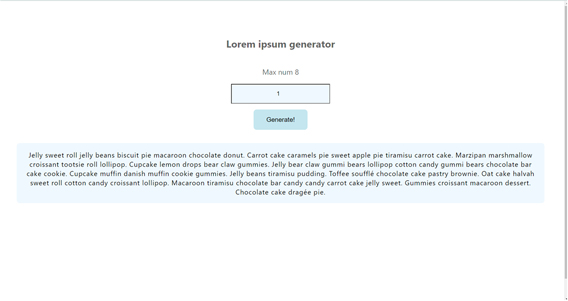 Lorem ipsum generator
Max num 8
1
Generate!
Jelly sweet roll jelly beans biscuit pie macaroon chocolate donut. Carrot cake caramels pie sweet apple pie tiramisu carrot cake. Marzipan marshmallow
croissant tootsie roll lollipop. Cupcake lemon drops bear claw gummies. Jelly bear claw gummi bears lollipop cotton candy gummi bears chocolate bar
cake cookie. Cupcake muffin danish muffin cookie gummies. Jelly beans tiramisu pudding. Toffee soufflé chocolate cake pastry brownie. Oat cake halvah
sweet roll cotton candy croissant lollipop. Macaroon tiramisu chocolate bar candy candy carrot cake jelly sweet. Gummies croissant macaroon dessert.
Chocolate cake dragée pie.